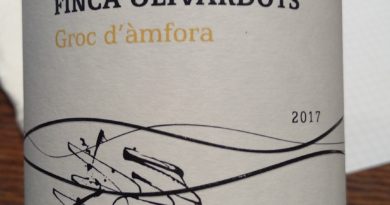 FINCA OLIVARDOTS
Groc d'àmfora
2017